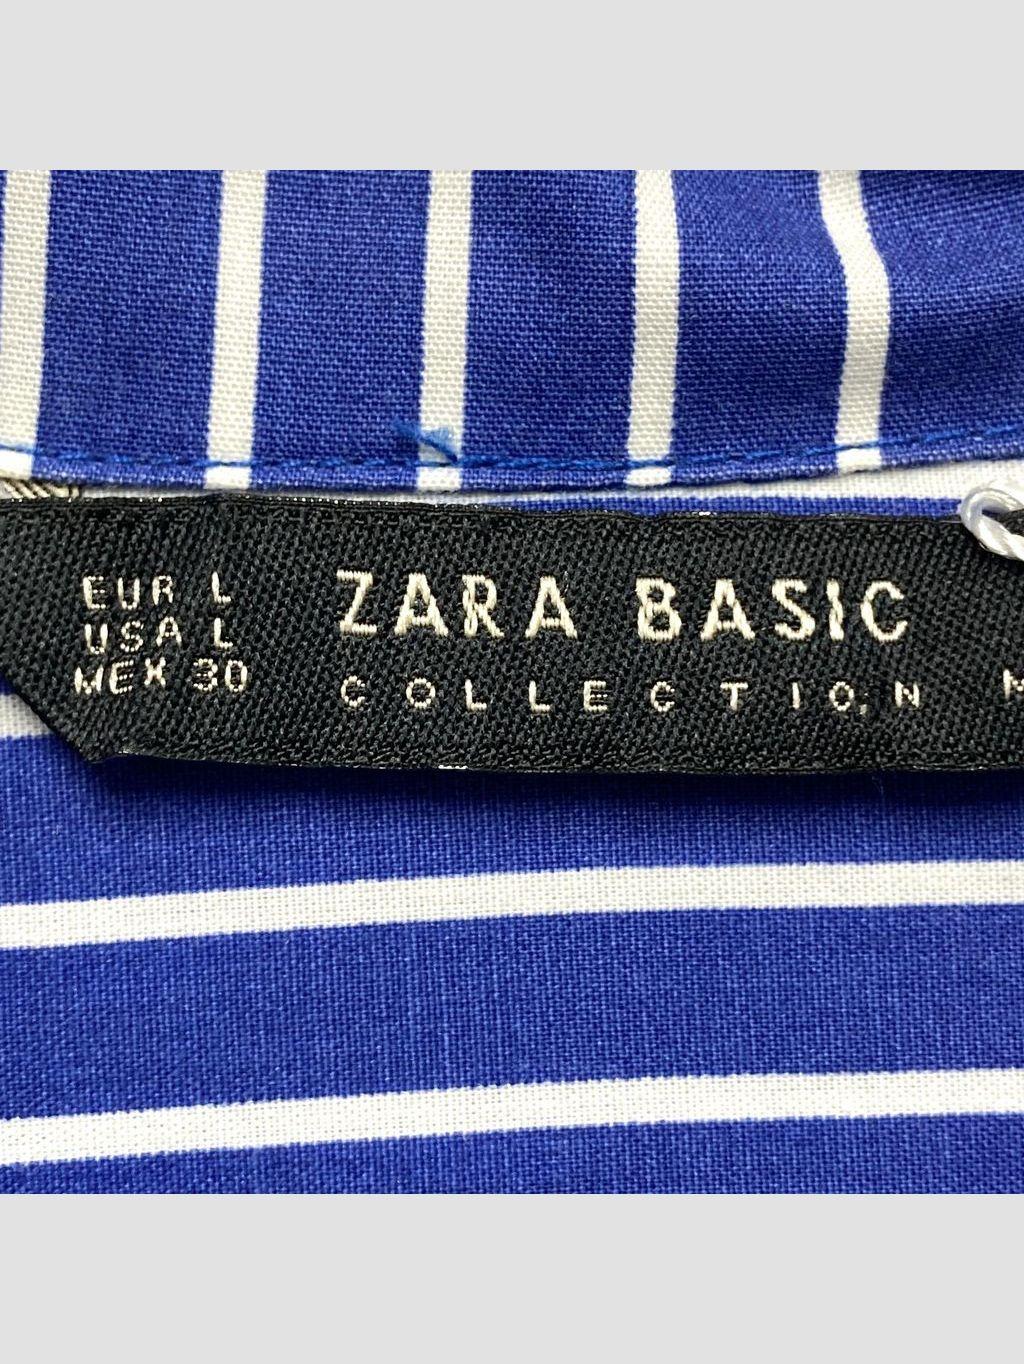 EUR L
USA L
MEX 30
ZARA BASIC
COLLECTION